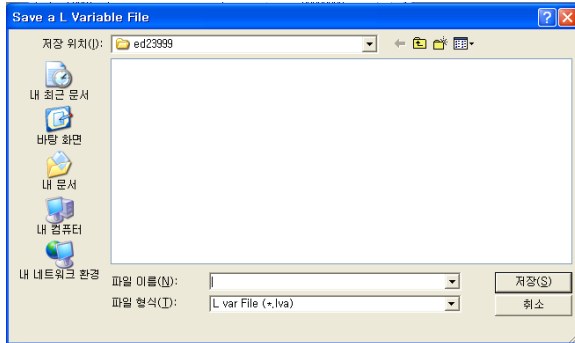 Save a L Variable File
저장 위치(I): ed23999
내 최근 문서
바탕 화면
내 문서
내 컴퓨터
내 네트워크 환경
파일 이름(N): 저장(S)
파일 형식(T): L var File (*.lva) 취소